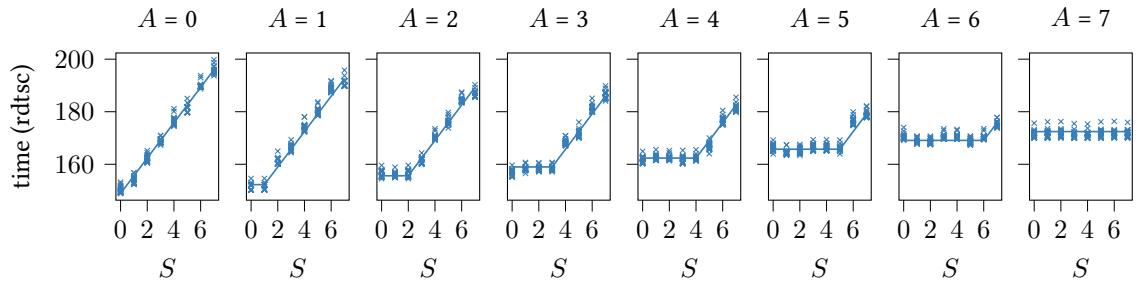 A = 0 A = 1 A = 2 A = 3 A = 4 A = 5 A = 6 A = 7
time (rdtsc)
200
180
160
0 2 4 6 0 2 4 6 0 2 4 6 0 2 4 6 0 2 4 6 0 2 4 6 0 2 4 6 0 2 4 6
S S S S S S S S